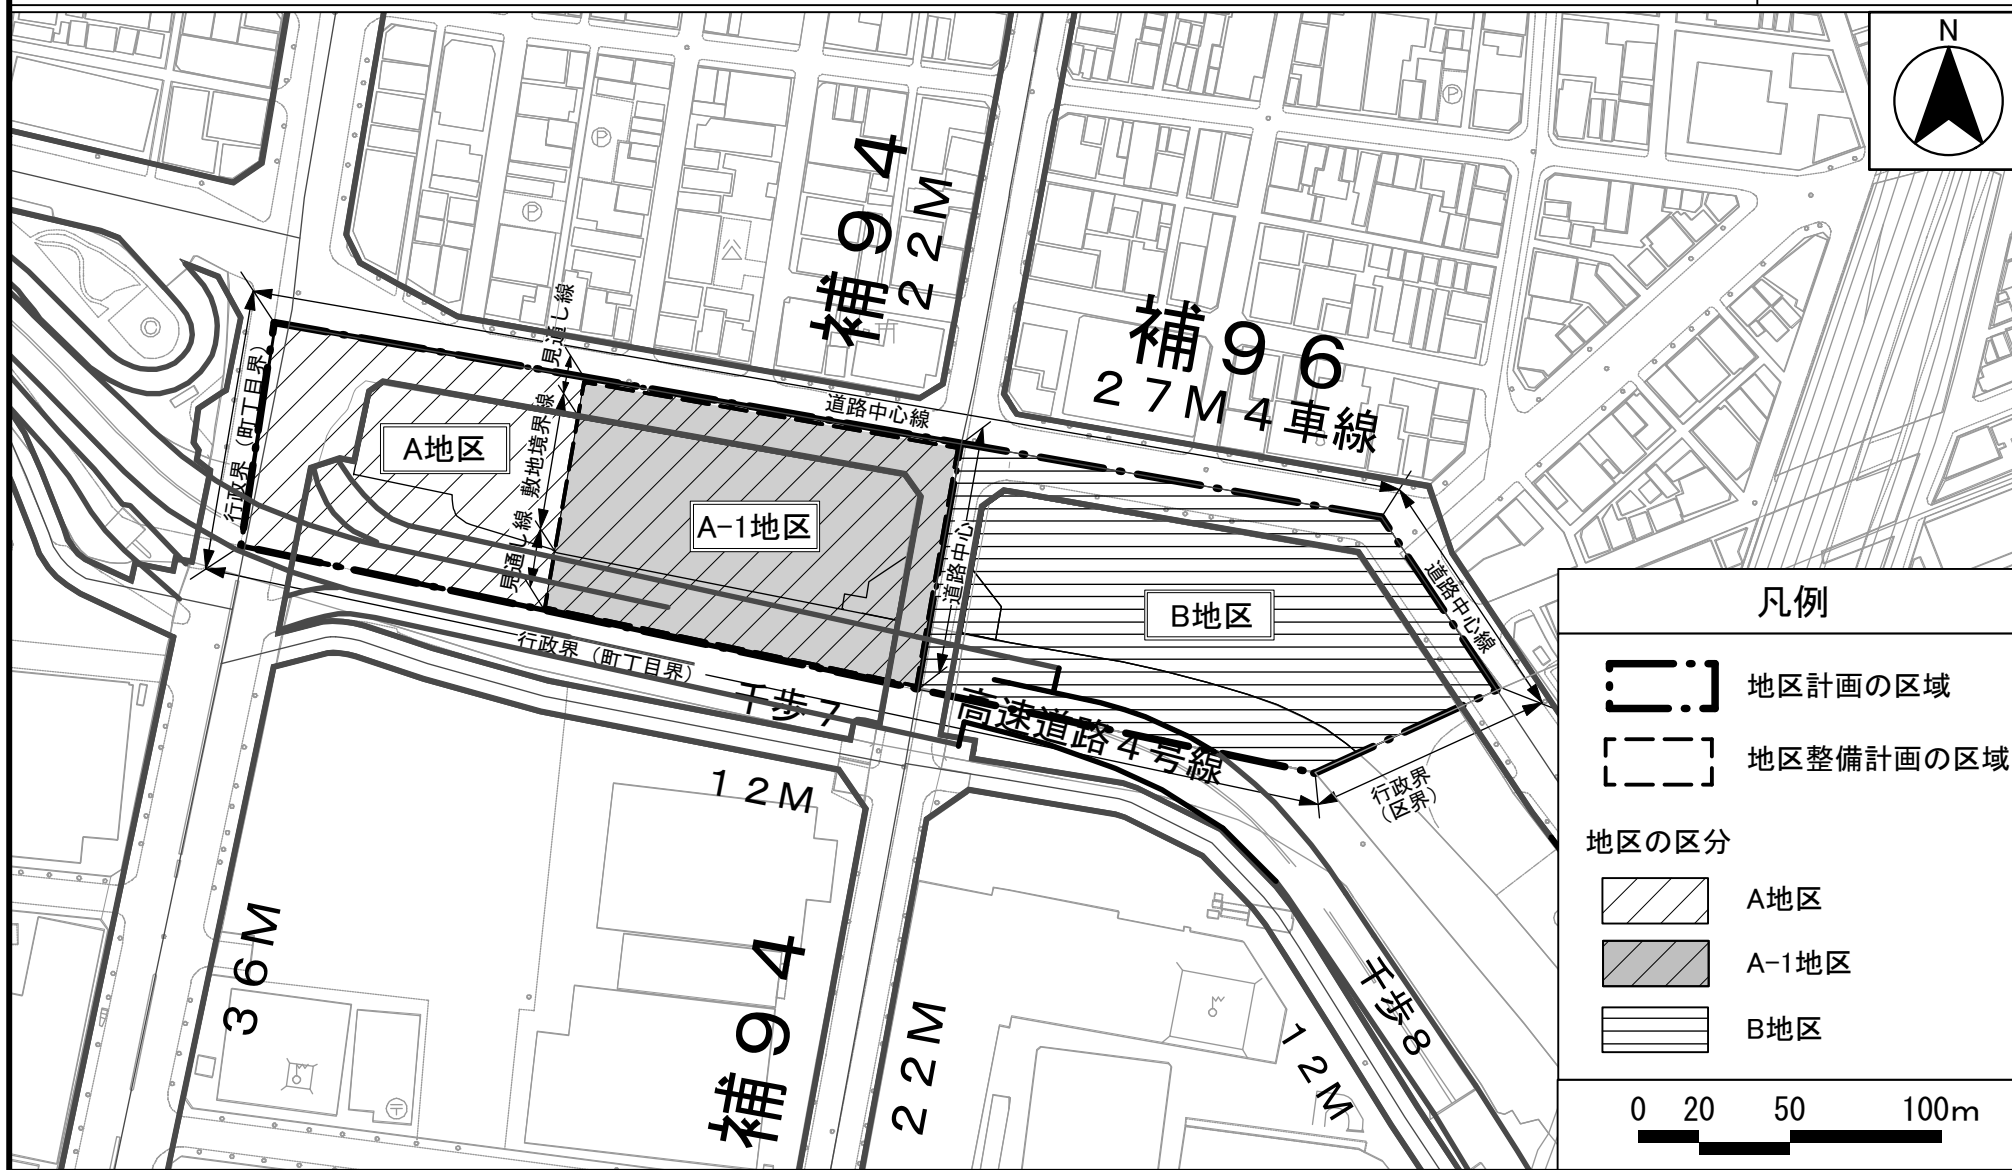 N
補94
22M
補96
27M4車線
見通し線
道路中心線
敷地境界線
見通し線
行政界（町丁目界）
A地区
A-1地区
道路中心
B地区
道路中心線
行政界（町丁目界）
千歩7
高速道路4号線
12M
行政界
（区界）
36M
補94
22M
千歩8
12M
凡例
地区計画の区域
地区整備計画の区域
地区の区分
A地区
A-1地区
B地区
0 20 50 100m
P
P
P